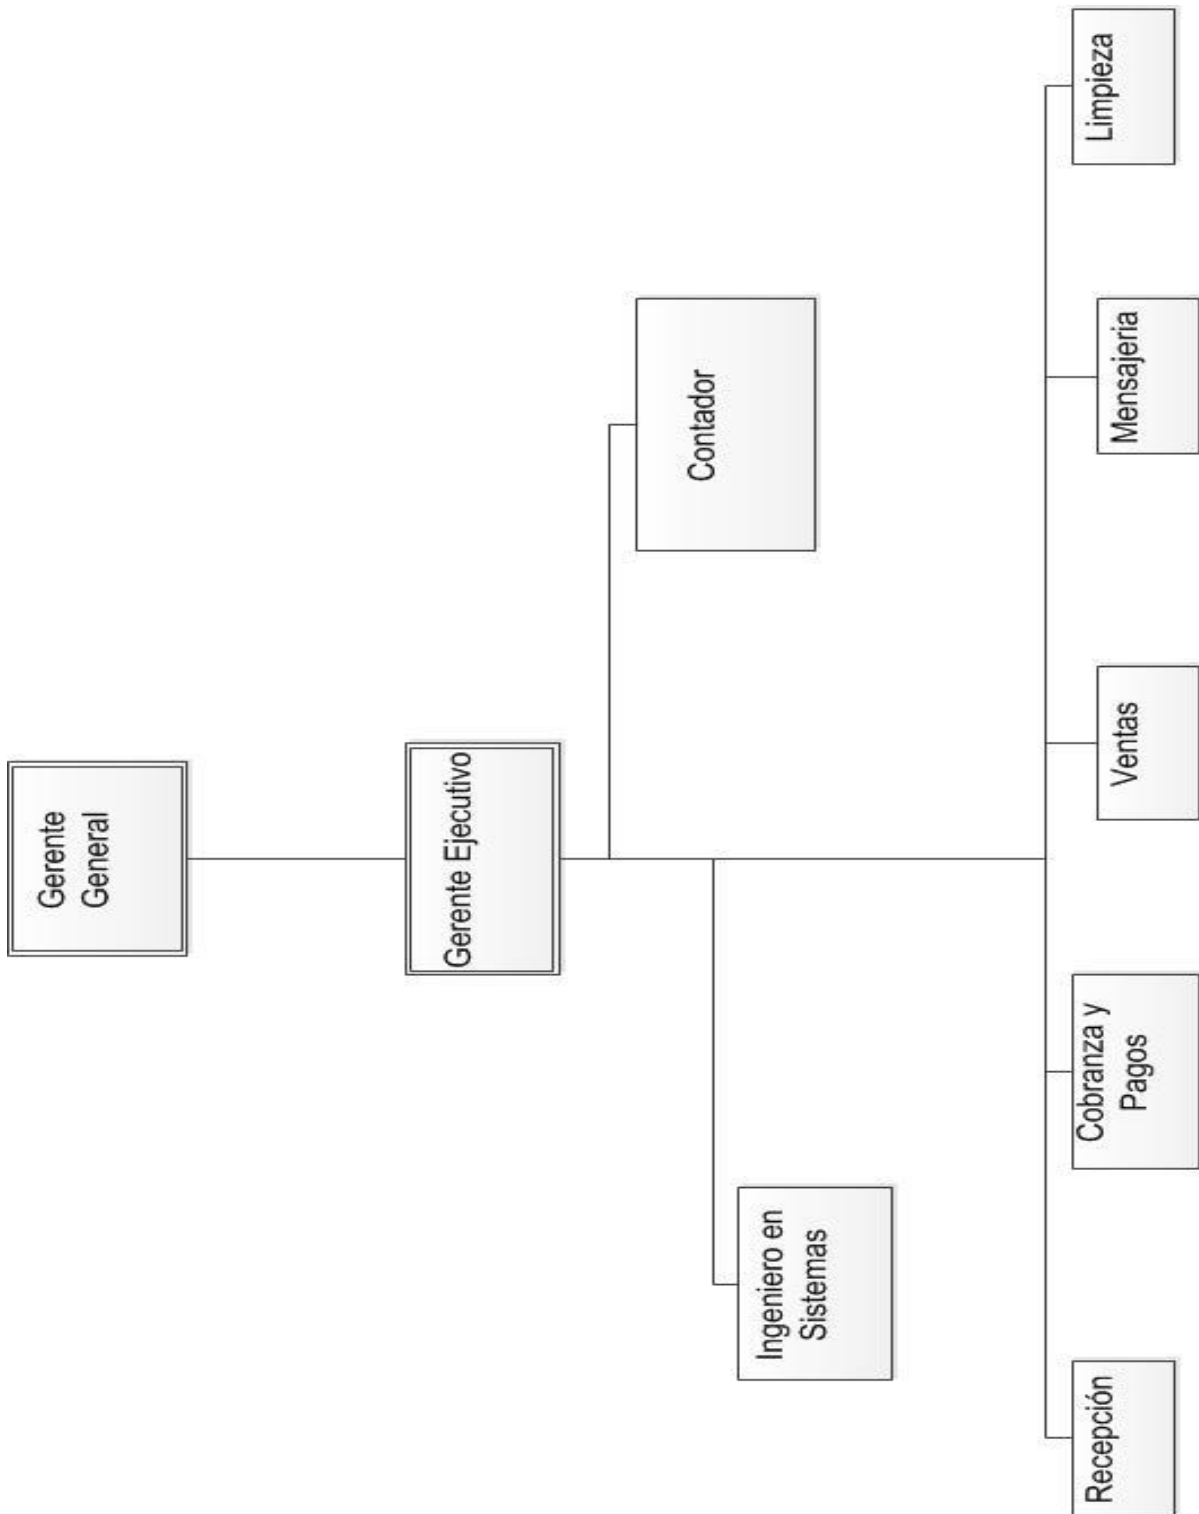 Gerente
General
Gerente Ejecutivo
Contador
Ingeniero en
Sistemas
Recepción
Cobranza y
Pagos
Ventas
Mensajeria
Limpieza